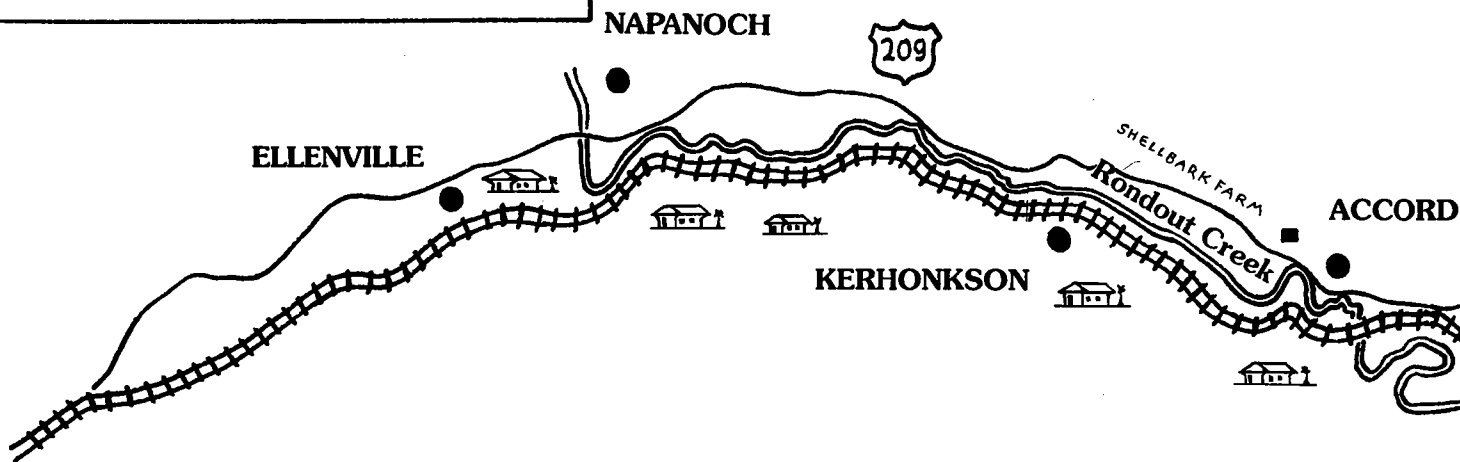 NAPANOCH
209
ELLENVILLE
SHELLBARK FARM
Rondout Creek
ACCORD
KERHONKSON